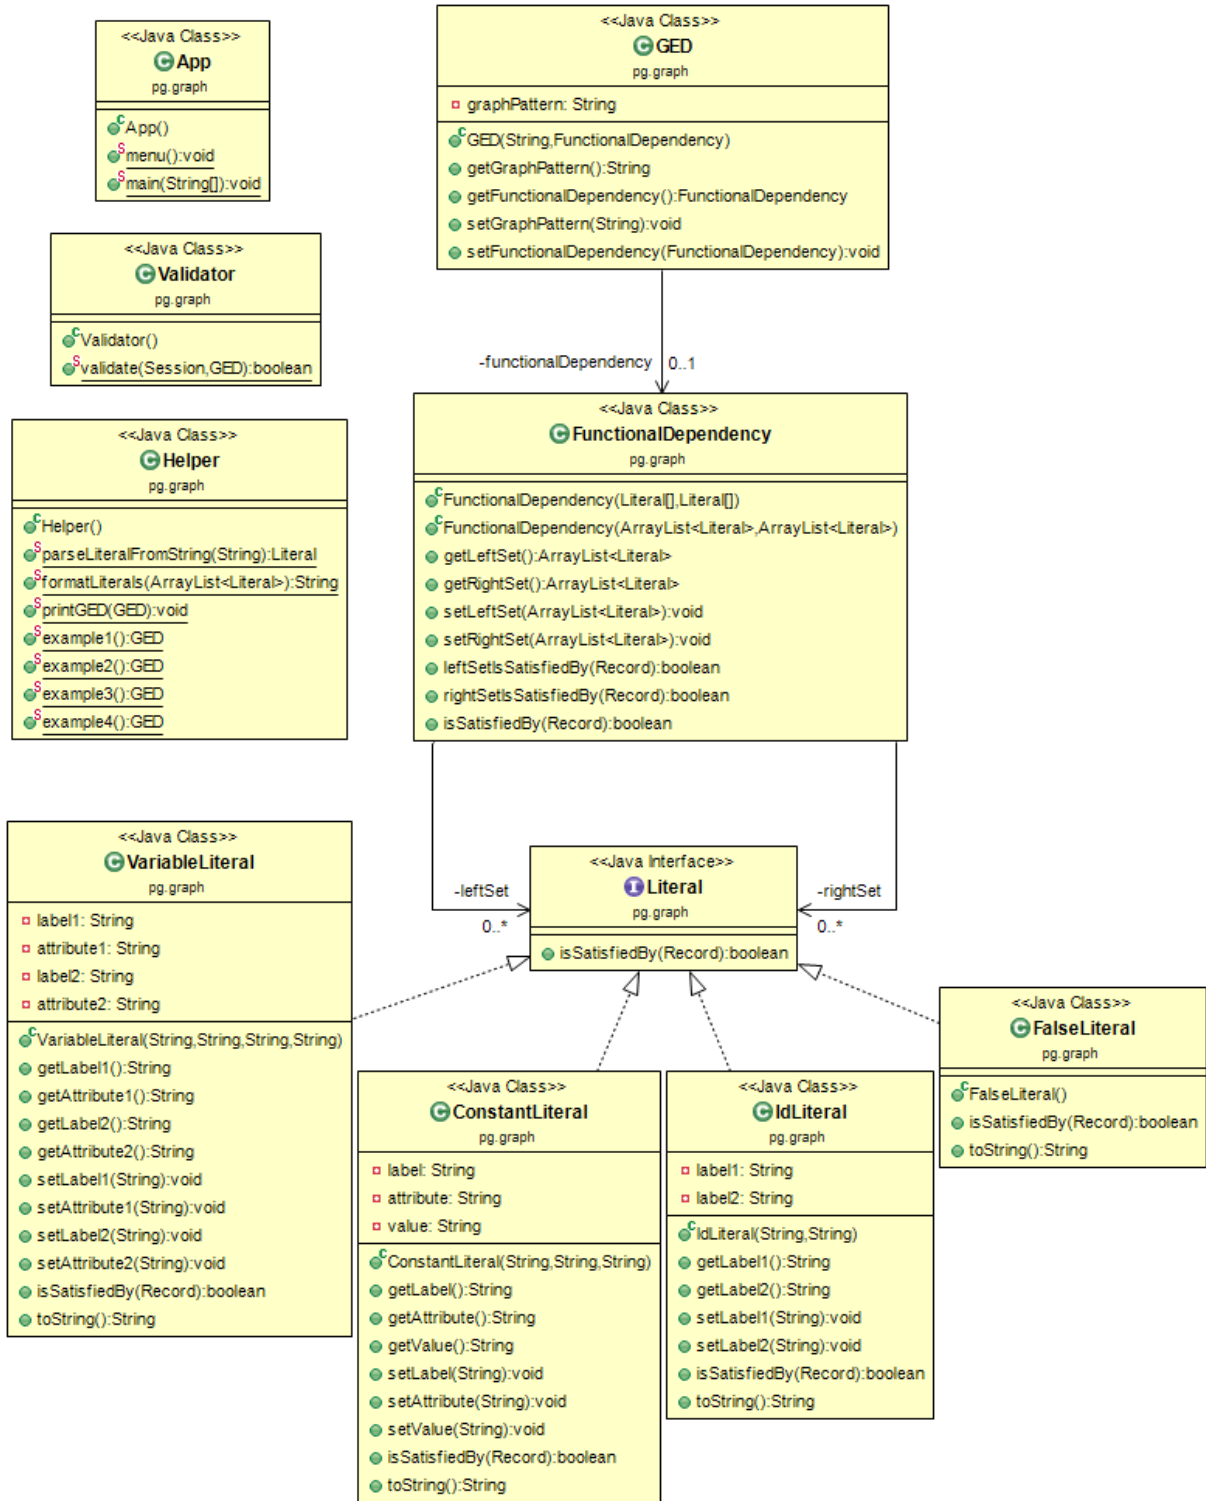 <<Java Class>>
App
pg.graph
App()
menu():void
main(String[]):void
<<Java Class>>
GED
pg.graph
graphPattern: String
GED(String,FunctionalDependency)
getGraphPattern():String
getFunctionalDependency():FunctionalDependency
setGraphPattern(String):void
setFunctionalDependency(FunctionalDependency):void
<<Java Class>>
Validator
pg.graph
Validator()
validate(Session,GED):boolean
-functionalDependency
0..1
<<Java Class>>
FunctionalDependency
pg.graph
FunctionalDependency(Literal[],Literal[])
FunctionalDependency(ArrayList<Literal>,ArrayList<Literal>)
getLeftSet():ArrayList<Literal>
getRightSet():ArrayList<Literal>
setLeftSet(ArrayList<Literal>):void
setRightSet(ArrayList<Literal>):void
leftSetIsSatisfiedBy(Record):boolean
rightSetIsSatisfiedBy(Record):boolean
isSatisfiedBy(Record):boolean
<<Java Class>>
Helper
pg.graph
Helper()
parseLiteralFromString(String):Literal
formatLiterals(ArrayList<Literal>):String
printGED(GED):void
example1():GED
example2():GED
example3():GED
example4():GED
<<Java Class>>
VariableLiteral
pg.graph
label1: String
attribute1: String
label2: String
attribute2: String
VariableLiteral(String,String,String,String)
getLabel1():String
getAttribute1():String
getLabel2():String
getAttribute2():String
setLabel1(String):void
setAttribute1(String):void
setLabel2(String):void
setAttribute2(String):void
isSatisfiedBy(Record):boolean
toString():String
-leftSet
0..*
<<Java Interface>>
Literal
pg.graph
isSatisfiedBy(Record):boolean
-rightSet
0..*
<<Java Class>>
ConstantLiteral
pg.graph
label: String
attribute: String
value: String
ConstantLiteral(String,String,String)
getLabel():String
getAttribute():String
getValue():String
setLabel(String):void
setAttribute(String):void
setValue(String):void
isSatisfiedBy(Record):boolean
toString():String
<<Java Class>>
IdLiteral
pg.graph
label1: String
label2: String
IdLiteral(String,String)
getLabel1():String
getLabel2():String
setLabel1(String):void
setLabel2(String):void
isSatisfiedBy(Record):boolean
toString():String
<<Java Class>>
FalseLiteral
pg.graph
FalseLiteral()
isSatisfiedBy(Record):boolean
toString():String